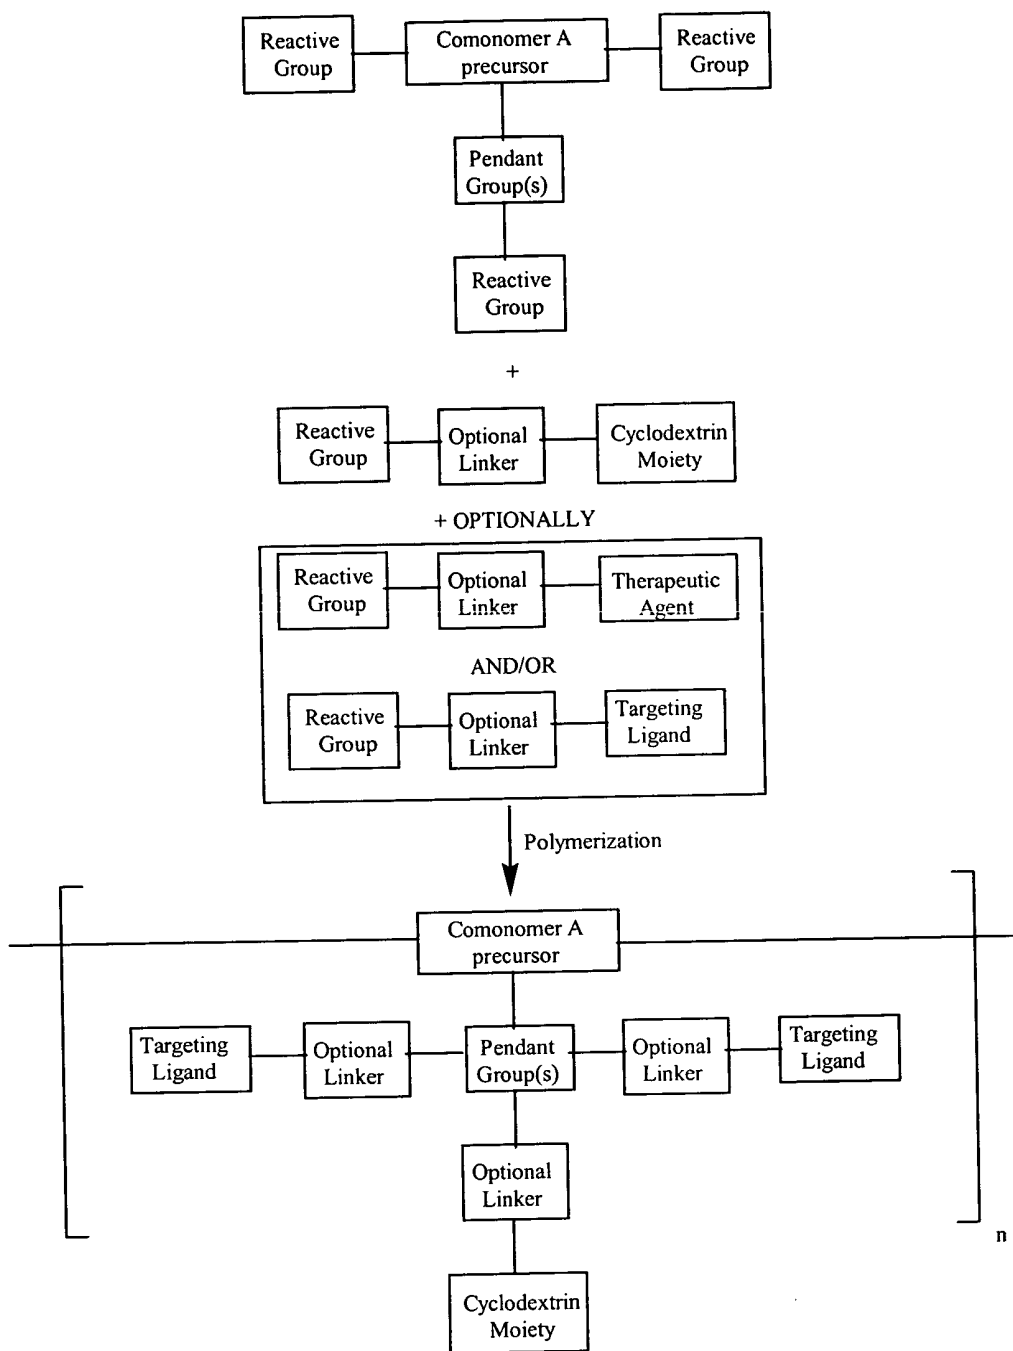 Reactive
Group
Comonomer A
precursor
Reactive
Group
Pendant
Group(s)
Reactive
Group
+
Reactive
Group
Optional
Linker
Cyclodextrin
Moiety
+ OPTIONALLY
Reactive
Group
Optional
Linker
Therapeutic
Agent
AND/OR
Reactive
Group
Optional
Linker
Targeting
Ligand
Polymerization
Comonomer A
precursor
Targeting
Ligand
Optional
Linker
Pendant
Group(s)
Optional
Linker
Targeting
Ligand
Optional
Linker
n
Cyclodextrin
Moiety